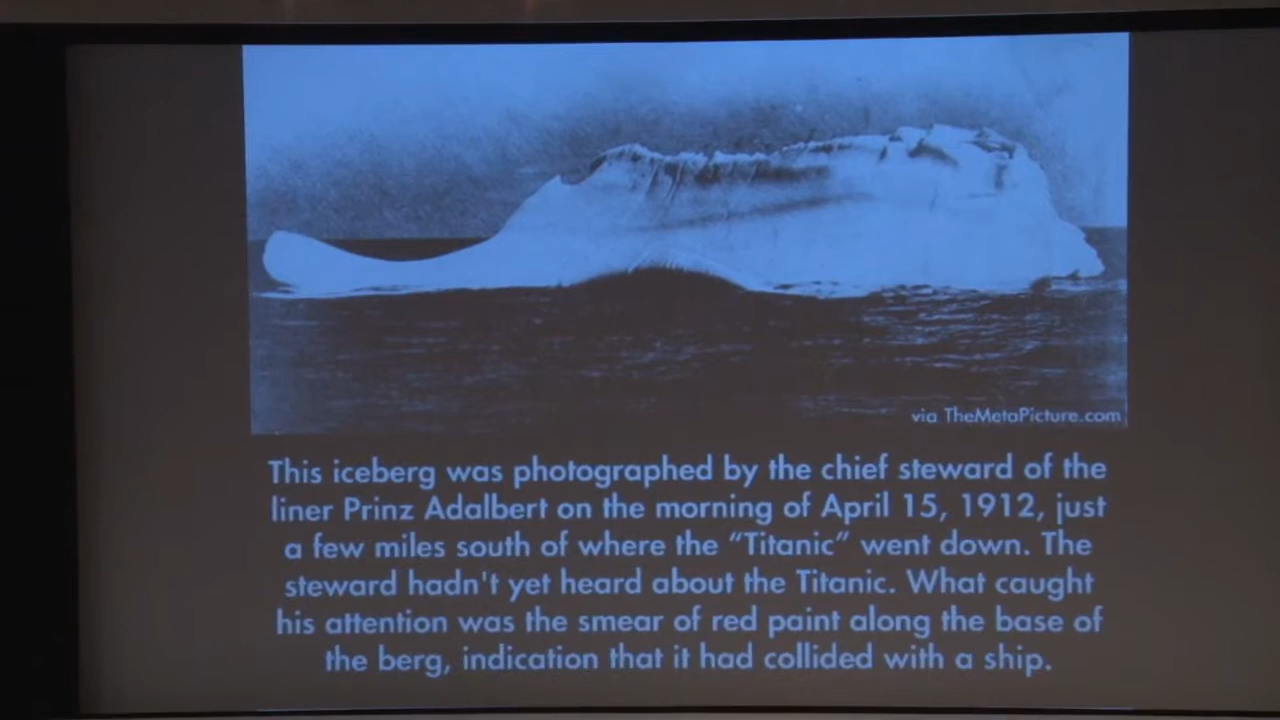 via TheMetaPicture.com
This iceberg was photographed by the chief steward of the
liner Prinz Adalbert on the morning of April 15, 1912, just
a few miles south of where the “Titanic” went down. The
steward hadn't yet heard about the Titanic. What caught
his attention was the smear of red paint along the base of
the berg, indication that it had collided with a ship.